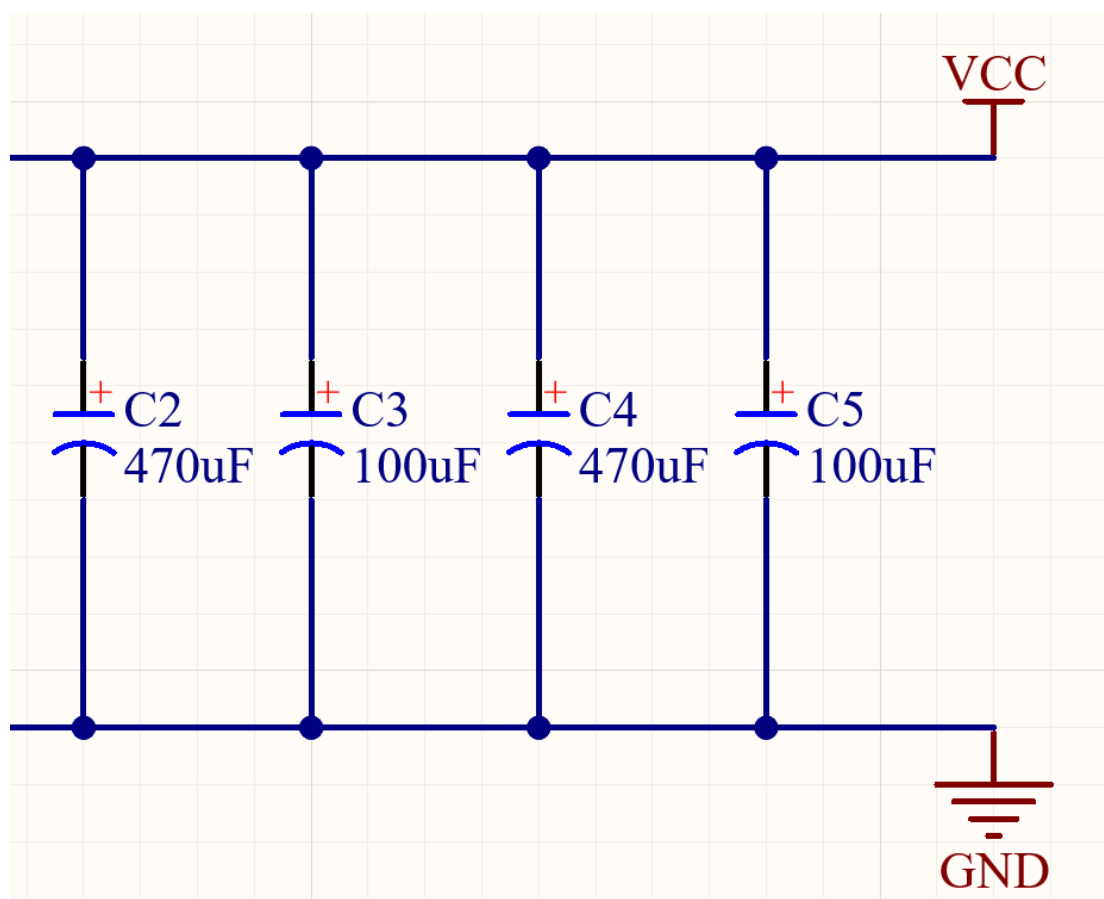 VCC
+ C2
470uF
+ C3
100uF
+ C4
470uF
+ C5
100uF
GND